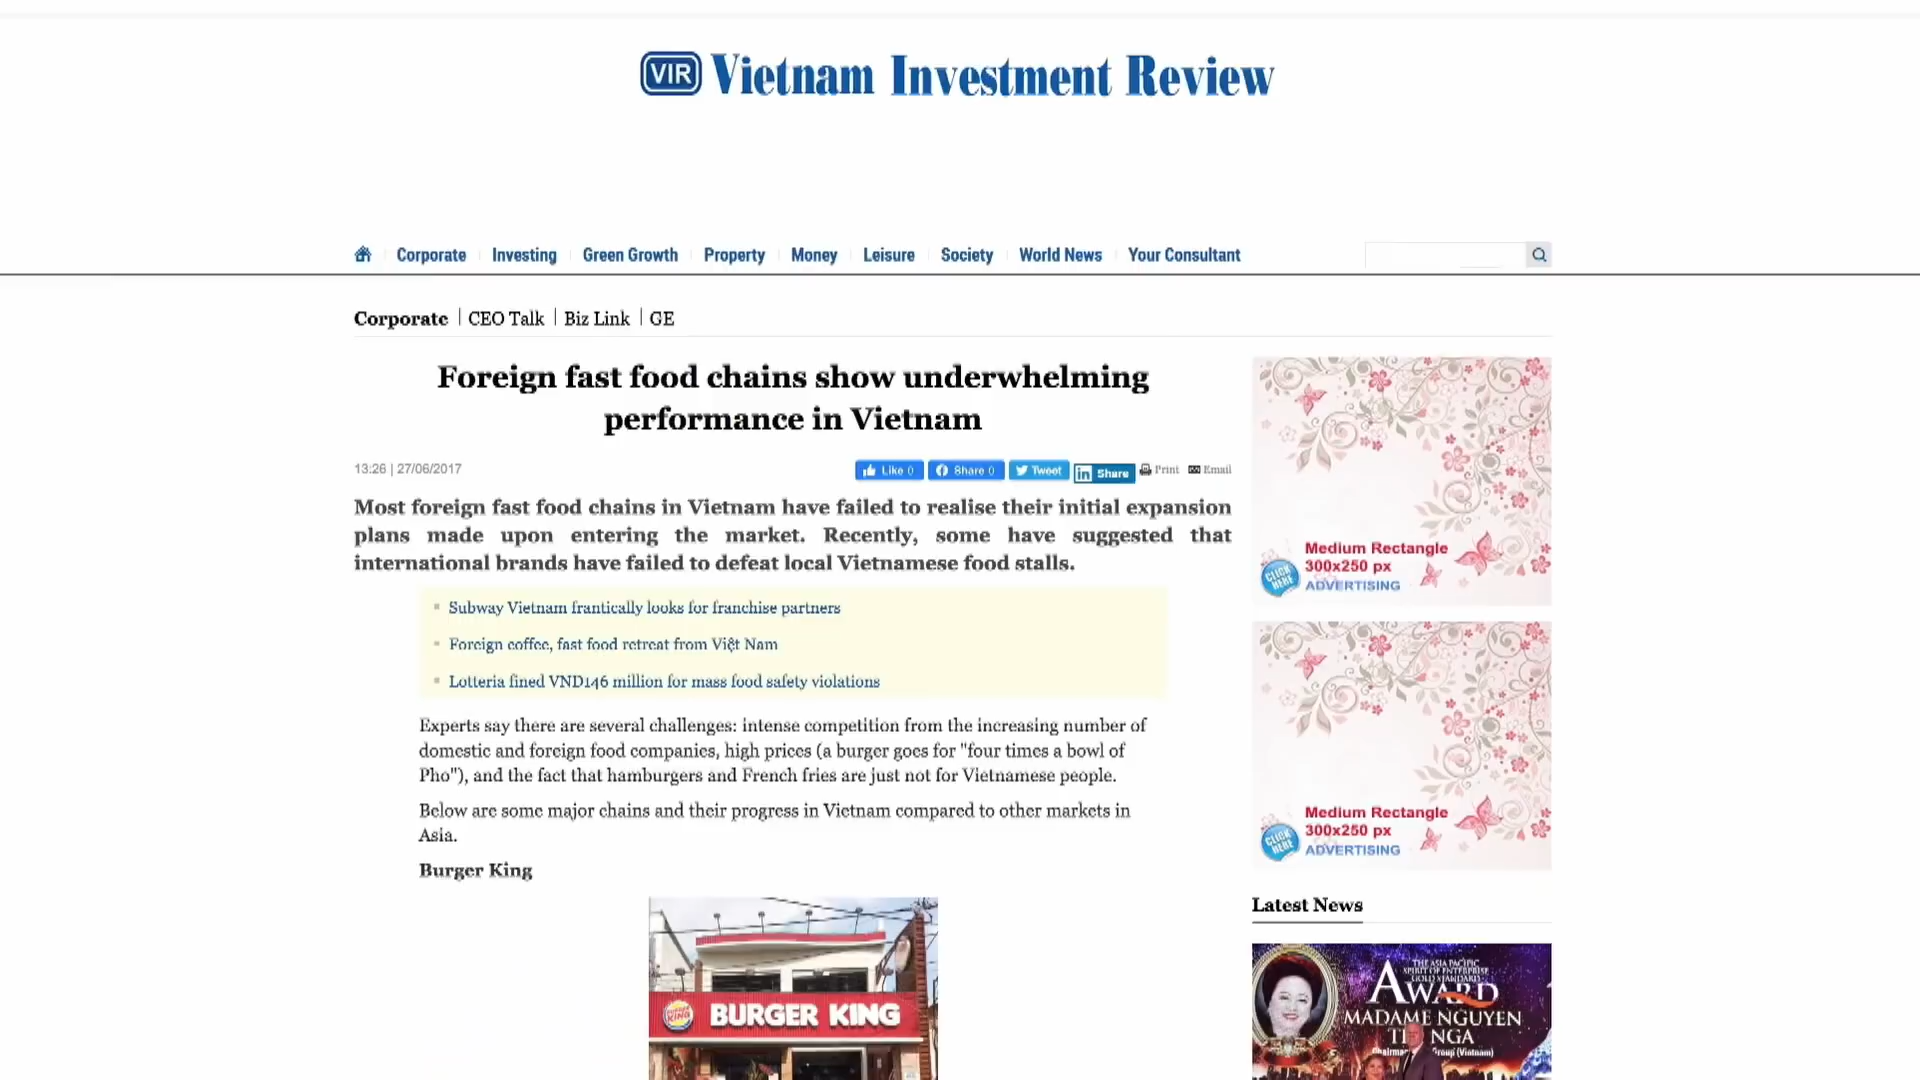 VIR Vietnam Investment Review
Corporate Investing Green Growth Property Money Leisure Society World News Your Consultant
Corporate CEO Talk Biz Link GE
Foreign fast food chains show underwhelming
performance in Vietnam
13:26 | 27/06/2017
Like 0 Share 0 Tweet in Share Print Email
Most foreign fast food chains in Vietnam have failed to realise their initial expansion
plans made upon entering the market. Recently, some have suggested that
international brands have failed to defeat local Vietnamese food stalls.
Subway Vietnam frantically looks for franchise partners
Foreign coffee, fast food retreat from Việt Nam
Lotteria fined VND146 million for mass food safety violations
Experts say there are several challenges: intense competition from the increasing number of
domestic and foreign food companies, high prices (a burger goes for "four times a bowl of
Pho"), and the fact that hamburgers and French fries are just not for Vietnamese people.
Below are some major chains and their progress in Vietnam compared to other markets in
Asia.
Burger King
BURGER KING
BURGER KING
Medium Rectangle
300x250 px
CLICK HERE
ADVERTISING
Medium Rectangle
300x250 px
CLICK HERE
ADVERTISING
Latest News
THE ASIA PACIFIC
SPIRIT OF ENTERPRISE
GOLD STANDARD
AWARD
MADAME NGUYEN
NGA
Group (Vietnam)